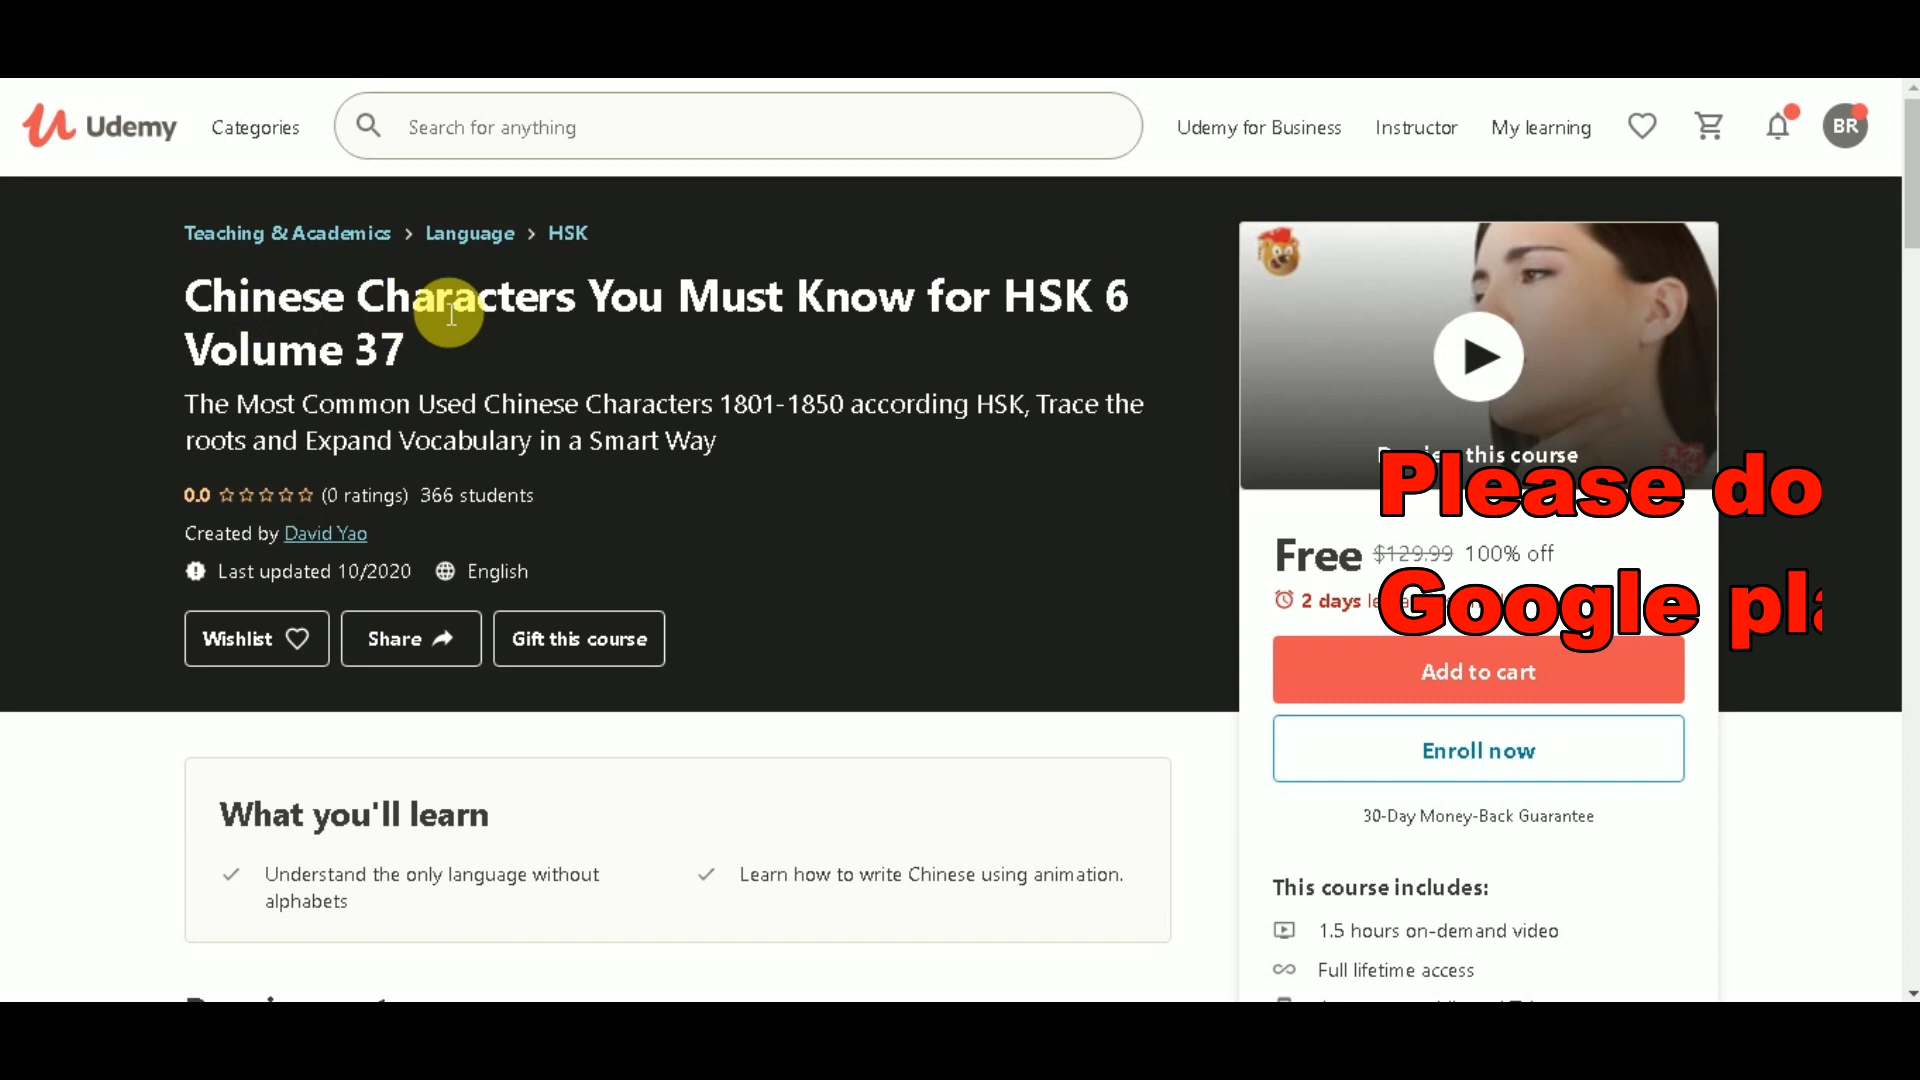 Udemy
Categories
Search for anything
Udemy for Business
Instructor
My learning
BR
Teaching & Academics > Language > HSK
Chinese Characters You Must Know for HSK 6
Volume 37
The Most Common Used Chinese Characters 1801-1850 according HSK, Trace the
roots and Expand Vocabulary in a Smart Way
0.0 (0 ratings) 366 students
Created by David Yao
Last updated 10/2020 English
Wishlist
Share
Gift this course
this course
Please do
Free $129.99 100% off
2 days
Google
Add to cart
Enroll now
30-Day Money-Back Guarantee
What you'll learn
Understand the only language without
alphabets
Learn how to write Chinese using animation.
This course includes:
1.5 hours on-demand video
Full lifetime access